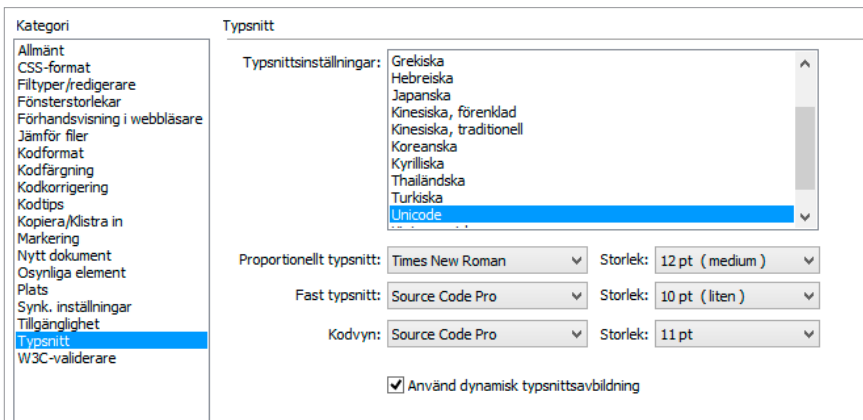 Kategori
Allmänt
CSS-format
Filtyper/redigerare
Fönsterstorlekar
Förhandsvisning i webbläsare
Jämför filer
Kodformat
Kodfärgning
Kodkorrigering
Kodtips
Kopiera/Klistra in
Markering
Nytt dokument
Osynliga element
Plats
Synk. inställningar
Tillgänglighet
Typsnitt
W3C-validerare
Typsnitt
Typsnittsinställningar:
Grekiska
Hebreiska
Japanska
Kinesiska, förenklad
Kinesiska, traditionell
Koreanska
Kyrilliska
Thailändska
Turkiska
Unicode
Proportionellt typsnitt: Times New Roman Storlek: 12 pt ( medium )
Fast typsnitt: Source Code Pro Storlek: 10 pt ( liten )
Kodvyn: Source Code Pro Storlek: 11 pt
Använd dynamisk typsnittsavbildning